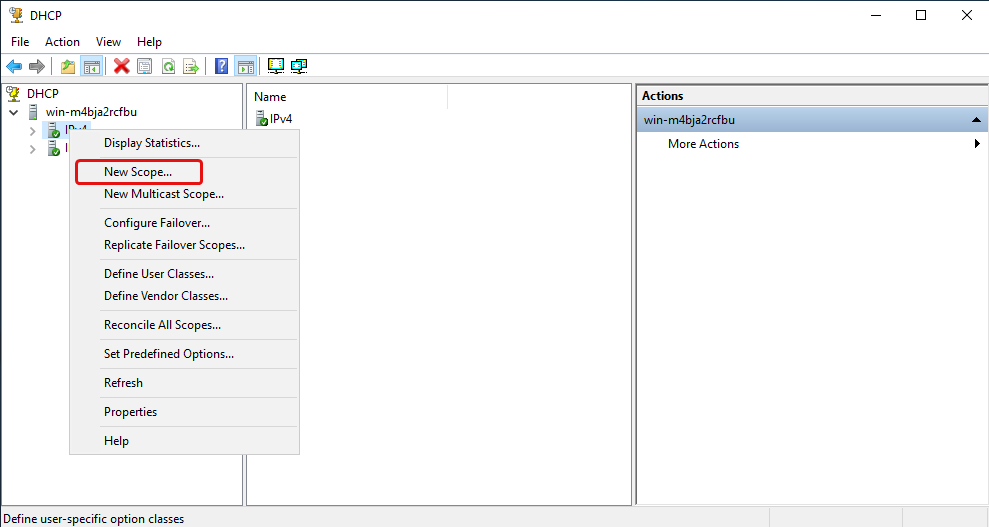 DHCP
File Action View Help
DHCP
win-m4bja2rcfbu
IPv4
Display Statistics...
New Scope...
New Multicast Scope...
Configure Failover...
Replicate Failover Scopes...
Define User Classes...
Define Vendor Classes...
Reconcile All Scopes...
Set Predefined Options...
Refresh
Properties
Help
Name
IPv4
Actions
win-m4bja2rcfbu
More Actions
Define user-specific option classes